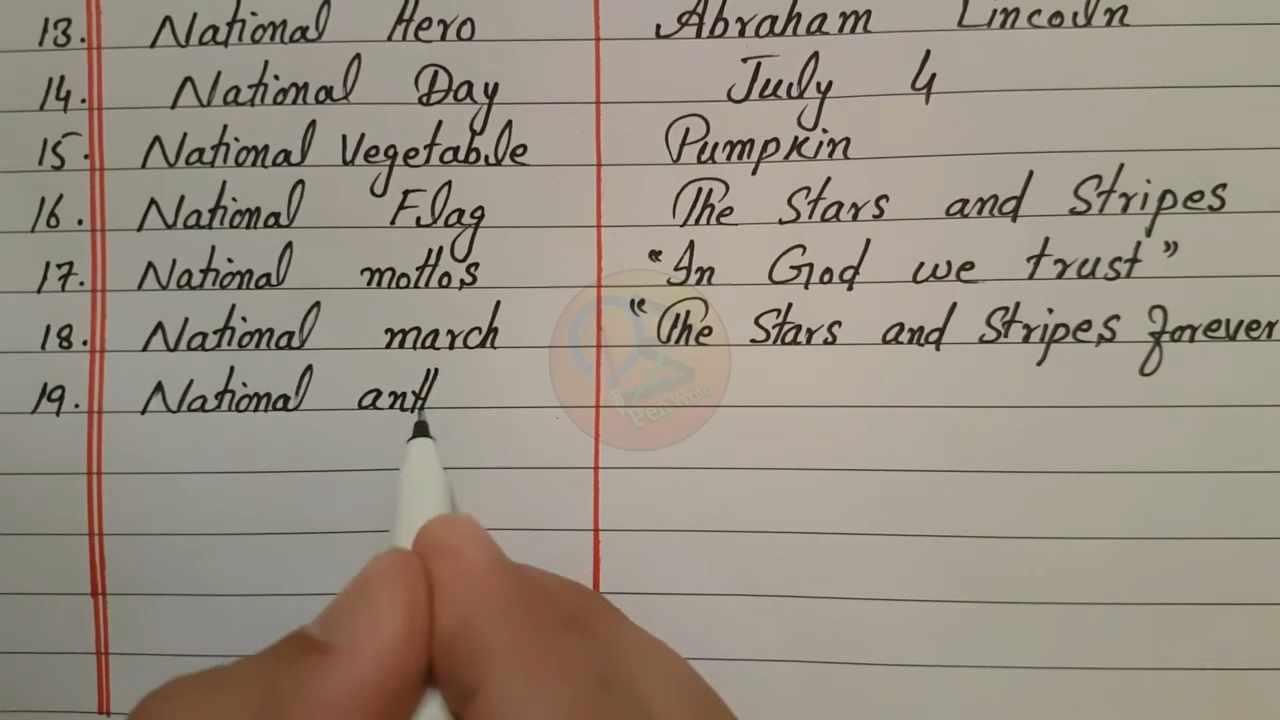 13. National Hero Abraham Lincoln
14. National Day July 4
15. National Vegetable Pumpkin
16. National Flag The Stars and Stripes
17. National mottos "In God we trust"
18. National march "The Stars and Stripes forever
19. National anth